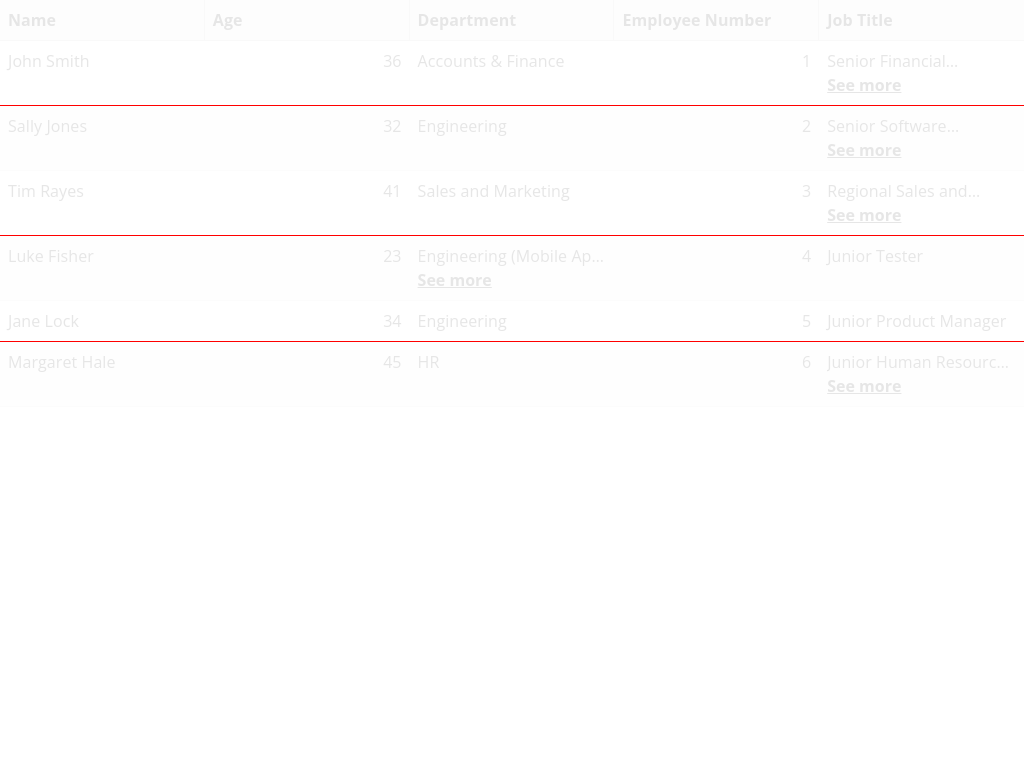 Name Age Department Employee Number Job Title
John Smith 36 Accounts & Finance 1 Senior Financial...
See more
Sally Jones 32 Engineering 2 Senior Software...
See more
Tim Rayes 41 Sales and Marketing 3 Regional Sales and...
See more
Luke Fisher 23 Engineering (Mobile Ap... 4 Junior Tester
See more
Jane Lock 34 Engineering 5 Junior Product Manager
Margaret Hale 45 HR 6 Junior Human Resourc...
See more